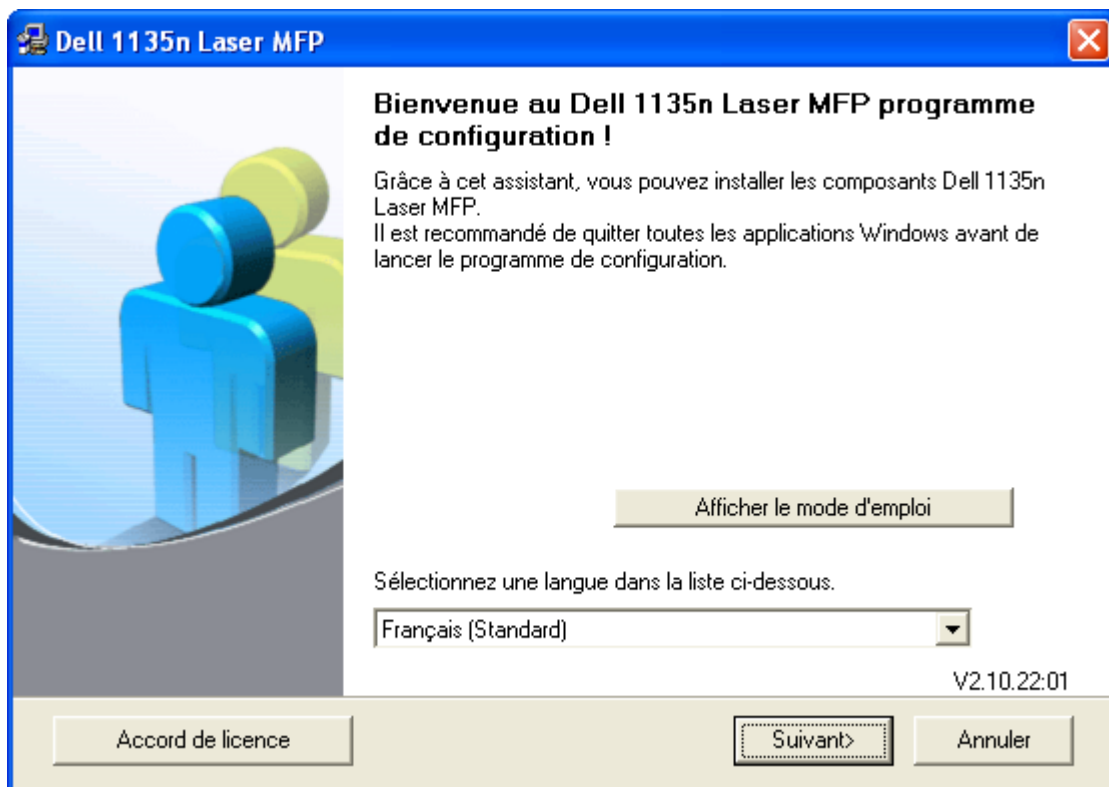 Dell 1135n Laser MFP
Bienvenue au Dell 1135n Laser MFP programme
de configuration !
Grâce à cet assistant, vous pouvez installer les composants Dell 1135n
Laser MFP.
Il est recommandé de quitter toutes les applications Windows avant de
lancer le programme de configuration.
Afficher le mode d'emploi
Sélectionnez une langue dans la liste ci-dessous.
Français (Standard)
V2.10.22:01
Accord de licence
Suivant>
Annuler